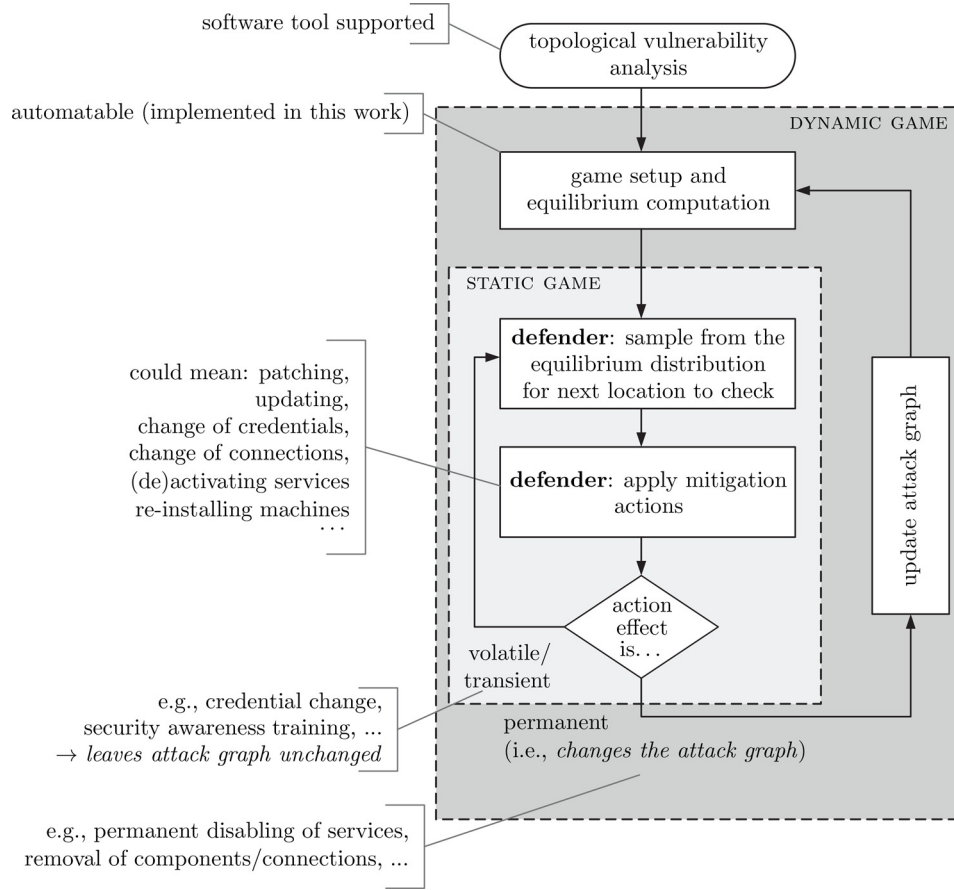 software tool supported
topological vulnerability
analysis
automatable (implemented in this work)
DYNAMIC GAME
game setup and
equilibrium computation
STATIC GAME
defender: sample from the
equilibrium distribution
for next location to check
could mean: patching,
updating,
change of credentials,
change of connections,
(de)activating services
re-installing machines
...
defender: apply mitigation
actions
update attack graph
action
effect
is...
volatile/
transient
e.g., credential change,
security awareness training, ...
→ leaves attack graph unchanged
permanent
(i.e., changes the attack graph)
e.g., permanent disabling of services,
removal of components/connections, ...